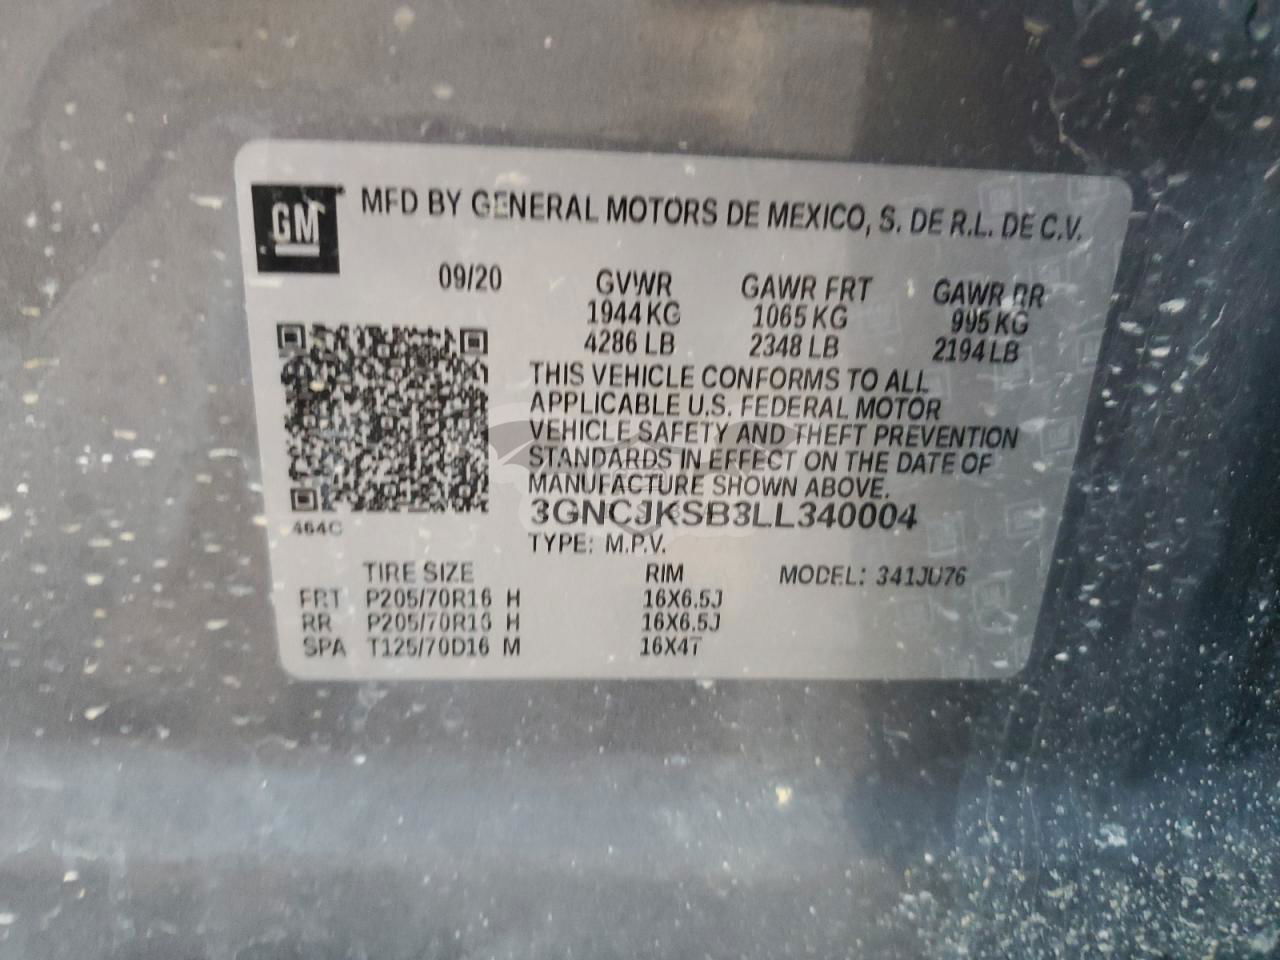 GM
MFD BY GENERAL MOTORS DE MEXICO, S. DE R.L. DE C.V.
09/20 GVWR GAWR FRT GAWR RR
1944 KG 1065 KG 995 KG
4286 LB 2348 LB 2194 LB
THIS VEHICLE CONFORMS TO ALL
APPLICABLE U.S. FEDERAL MOTOR
VEHICLE SAFETY AND THEFT PREVENTION
STANDARDS IN EFFECT ON THE DATE OF
MANUFACTURE SHOWN ABOVE.
3GNCJKSB3LL340004
464C
TYPE: M.P.V.
TIRE SIZE RIM MODEL: 341JU76
FRT P205/70R16 H 16X6.5J
RR P205/70R16 H 16X6.5J
SPA T125/70D16 M 16X4T